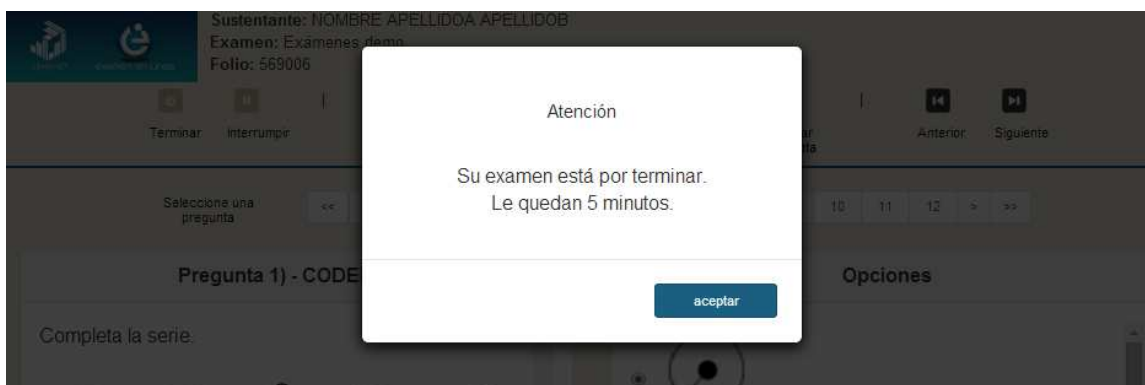 Sustentante: NOMBRE APELLIDOA APELLIDOB
Examen: Exámenes demo
Folio: 569006
Terminar
Interrumpir
Anterior
Siguiente
Atención
Su examen está por terminar.
Le quedan 5 minutos.
aceptar
Seleccione una
pregunta
<< 10 11 12 > >>
Pregunta 1) - CODE
Opciones
Completa la serie.